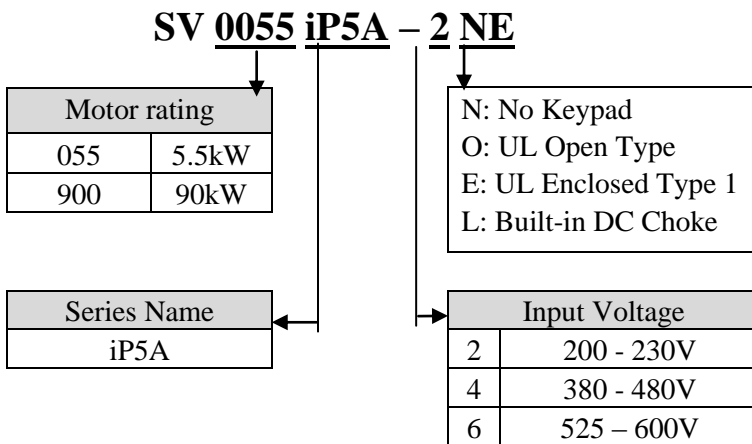 SV 0055 iP5A – 2 NE
Motor rating
055 5.5kW
900 90kW
N: No Keypad
O: UL Open Type
E: UL Enclosed Type 1
L: Built-in DC Choke
Series Name
iP5A
Input Voltage
2 200 - 230V
4 380 - 480V
6 525 – 600V